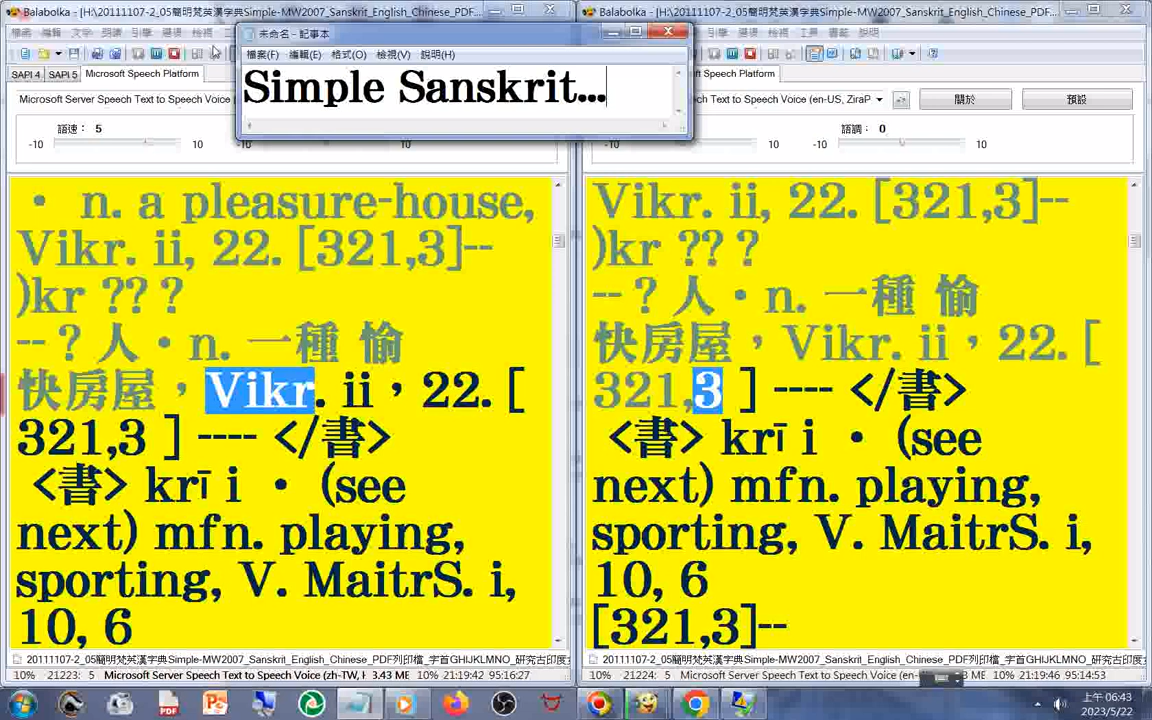 Balabolka - [H:\20111107-2_05簡明梵英漢字典Simple-MW2007_Sanskrit_English_Chinese_PDF...
Balabolka - [H:\20111107-2_05簡明梵英漢字典Simple-MW2007_Sanskrit_English_Chinese_PDF...
未命名 - 記事本
檔案(F) 編輯(E) 格式(O) 檢視(V) 說明(H)
Simple Sanskrit...
SAPI 4 SAPI 5 Microsoft Speech Platform
Speech Platform
Microsoft Server Speech Text to Speech Voice
ch Text to Speech Voice (en-US, ZiraP
關於
預設
語速： 5
-10 10 10
語調： 0
-10 10 -10 10
• n. a pleasure-house,
Vikr. ii, 22. [321,3]--
)kr ?? ?
-- ? 人 • n. 一種 愉
快房屋，Vikr. ii，22. [
321,3 ] ---- </書>
<書> krī i • (see
next) mfn. playing,
sporting, V. MaitrS. i,
10, 6
Vikr. ii, 22. [321,3]--
)kr ?? ?
-- ? 人 • n. 一種 愉
快房屋，Vikr. ii，22. [
321,3 ] ---- </書>
<書> krī i • (see
next) mfn. playing,
sporting, V. MaitrS. i,
10, 6
[321,3]--
20111107-2_05簡明梵英漢字典Simple-MW2007_Sanskrit_English_Chinese_PDF列印檔_字首GHIJKLMNO_研究古印度
20111107-2_05簡明梵英漢字典Simple-MW2007_Sanskrit_English_Chinese_PDF列印檔_字首GHIJKLMNO_研究古印度
10% 21223: 5 Microsoft Server Speech Text to Speech Voice (zh-TW, H 3.43 ME 10% 21:19:42 95:16:27
10% 21224: 5 Microsoft Server Speech Text to Speech Voice (en-U 10% 21:19:46 95:14:53
上午 06:43
2023/5/22